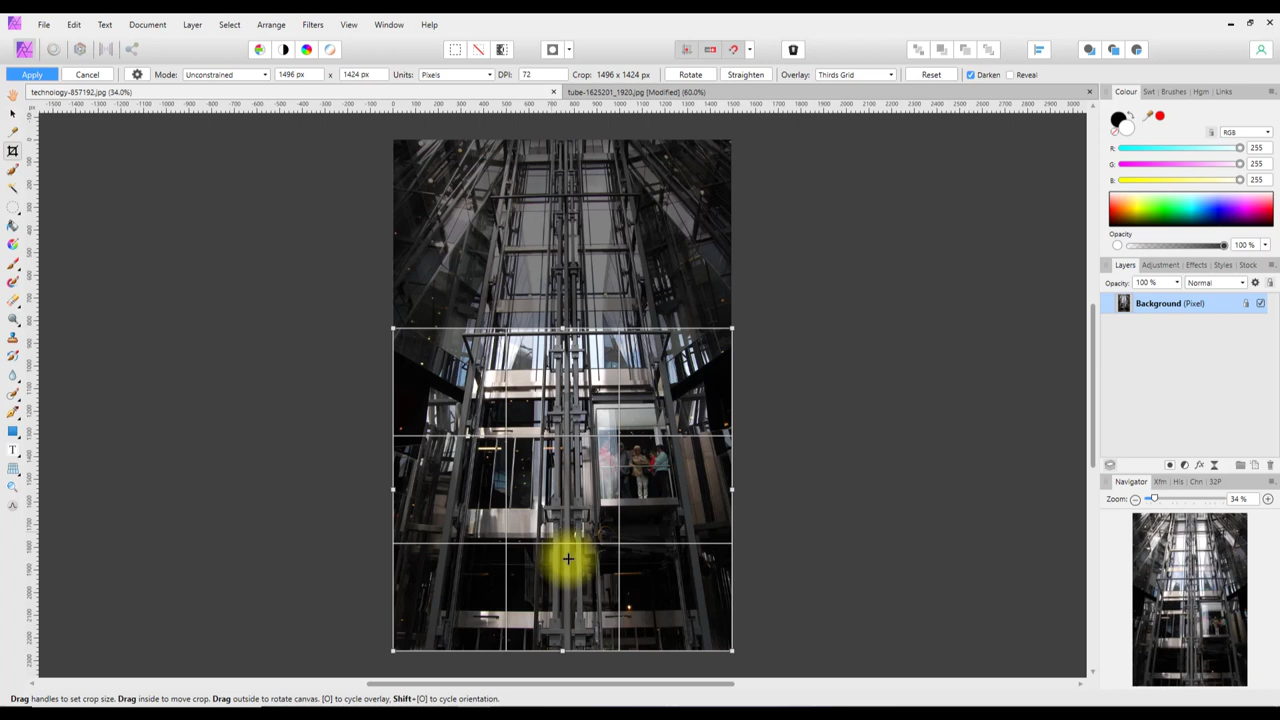 File Edit Text Document Layer Select Arrange Filters View Window Help
Apply Cancel Mode: Unconstrained 1496 px x 1424 px Units: Pixels DPI: 72 Crop: 1496 x 1424 px Rotate Straighten Overlay: Thirds Grid Reset Darken Reveal
technology-857192.jpg (34.0%) tube-1625201_1920.jpg [Modified] (60.0%)
Colour Swt Brushes Hgm Links
RGB
R: 255
G: 255
B: 255
Opacity
100 %
Layers Adjustment Effects Styles Stock
Opacity: 100 % Normal
Background (Pixel)
Navigator Xfm His Chn 32P
Zoom: 34 %
Drag handles to set crop size. Drag inside to move crop. Drag outside to rotate canvas. [O] to cycle overlay, Shift+[O] to cycle orientation.